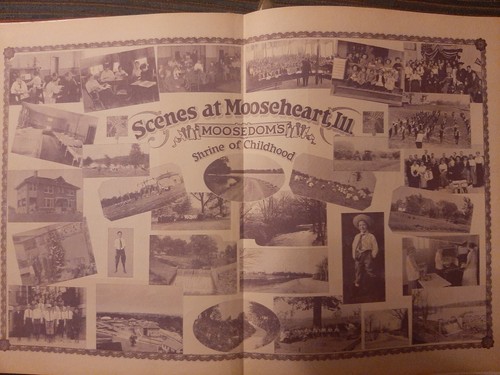 Scenes at Mooseheart, Ill.
MOOSEDOMS
Shrine of Childhood